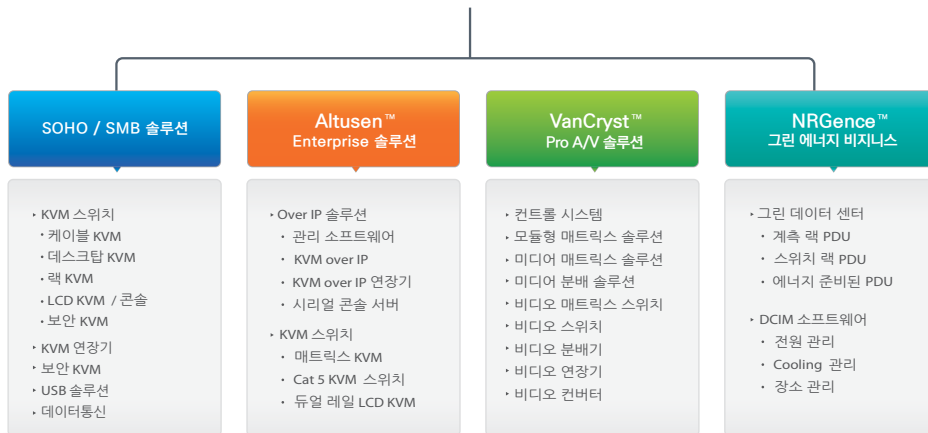 SOHO / SMB 솔루션
‣ KVM 스위치
• 케이블 KVM
• 데스크탑 KVM
• 랙 KVM
• LCD KVM / 콘솔
• 보안 KVM
‣ KVM 연장기
‣ 보안 KVM
‣ USB 솔루션
‣ 데이터통신
Altusen™
Enterprise 솔루션
‣ Over IP 솔루션
• 관리 소프트웨어
• KVM over IP
• KVM over IP 연장기
• 시리얼 콘솔 서버
‣ KVM 스위치
• 매트릭스 KVM
• Cat 5 KVM 스위치
• 듀얼 레일 LCD KVM
VanCryst™
Pro A/V 솔루션
‣ 컨트롤 시스템
‣ 모듈형 매트릭스 솔루션
‣ 미디어 매트릭스 솔루션
‣ 미디어 분배 솔루션
‣ 비디오 매트릭스 스위치
‣ 비디오 스위치
‣ 비디오 분배기
‣ 비디오 연장기
‣ 비디오 컨버터
NRGence™
그린 에너지 비지니스
‣ 그린 데이터 센터
• 계측 랙 PDU
• 스위치 랙 PDU
• 에너지 준비된 PDU
‣ DCIM 소프트웨어
• 전원 관리
• Cooling 관리
• 장소 관리